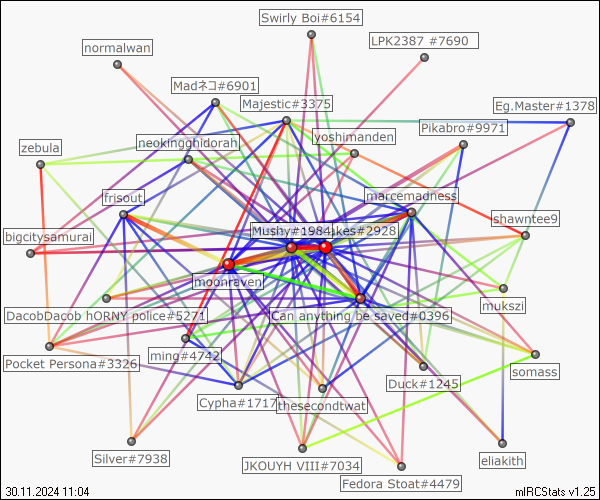 Swirly Boi#6154
LPK2387 #7690
normalwan
Madネコ#6901
Majestic#3375
Eg.Master#1378
Pikabro#9971
yoshimanden
neokingghidorah
zebula
frisout
marcemadness
shawntee9
Mushy#1984
akes#2928
bigcitysamurai
moonraven
mukszi
DacobDacob hORNY police#5271
Can anything be saved#0396
ming#4742
Pocket Persona#3326
somass
Duck#1245
Cypha#1717
thesecondtwat
Silver#7938
JKOUYH VIII#7034
eliakith
Fedora Stoat#4479
30.11.2024 11:04
mIRCStats v1.25